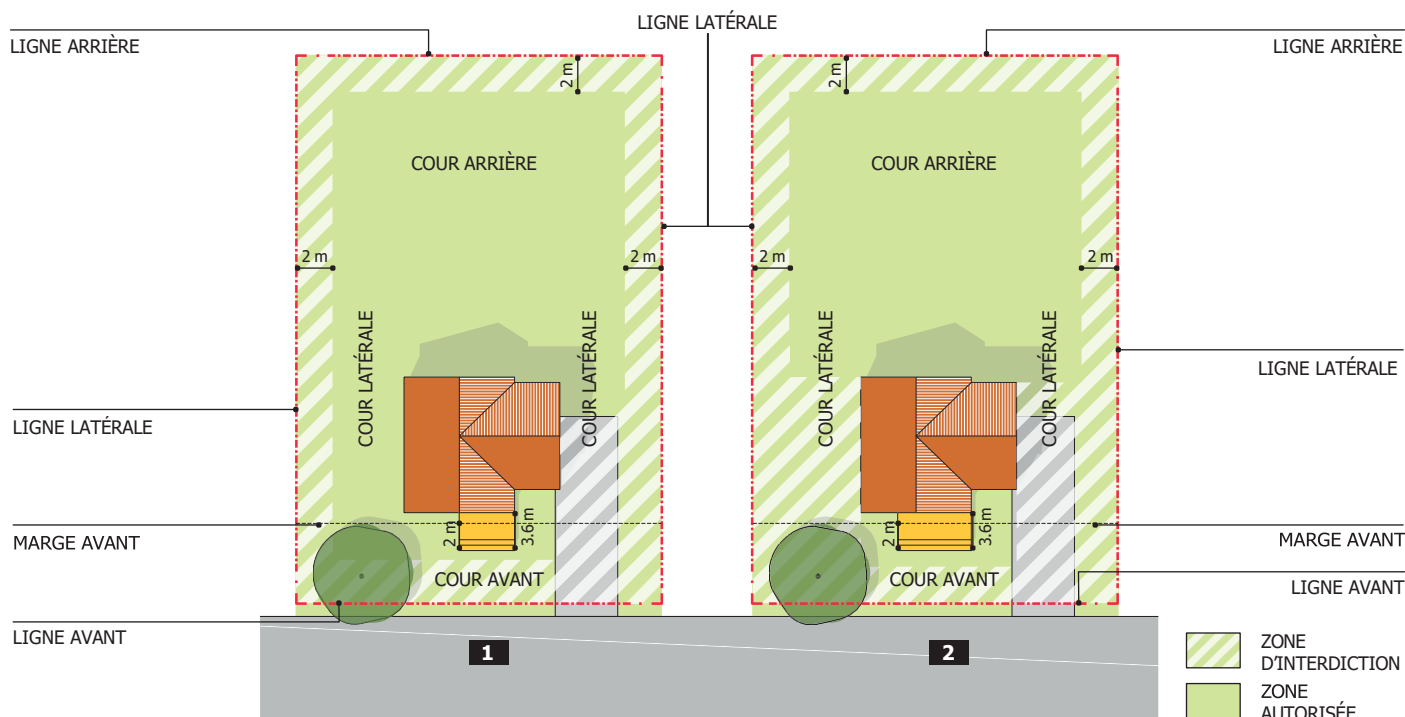 LIGNE LATÉRALE
LIGNE ARRIÈRE
LIGNE ARRIÈRE
2 m
2 m
COUR ARRIÈRE
COUR ARRIÈRE
2 m
2 m
2 m
2 m
COUR LATÉRALE
COUR LATÉRALE
COUR LATÉRALE
COUR LATÉRALE
LIGNE LATÉRALE
LIGNE LATÉRALE
2 m
3.6 m
2 m
3.6 m
MARGE AVANT
MARGE AVANT
COUR AVANT
COUR AVANT
LIGNE AVANT
LIGNE AVANT
1
2
ZONE
D'INTERDICTION
ZONE
AUTORISÉE